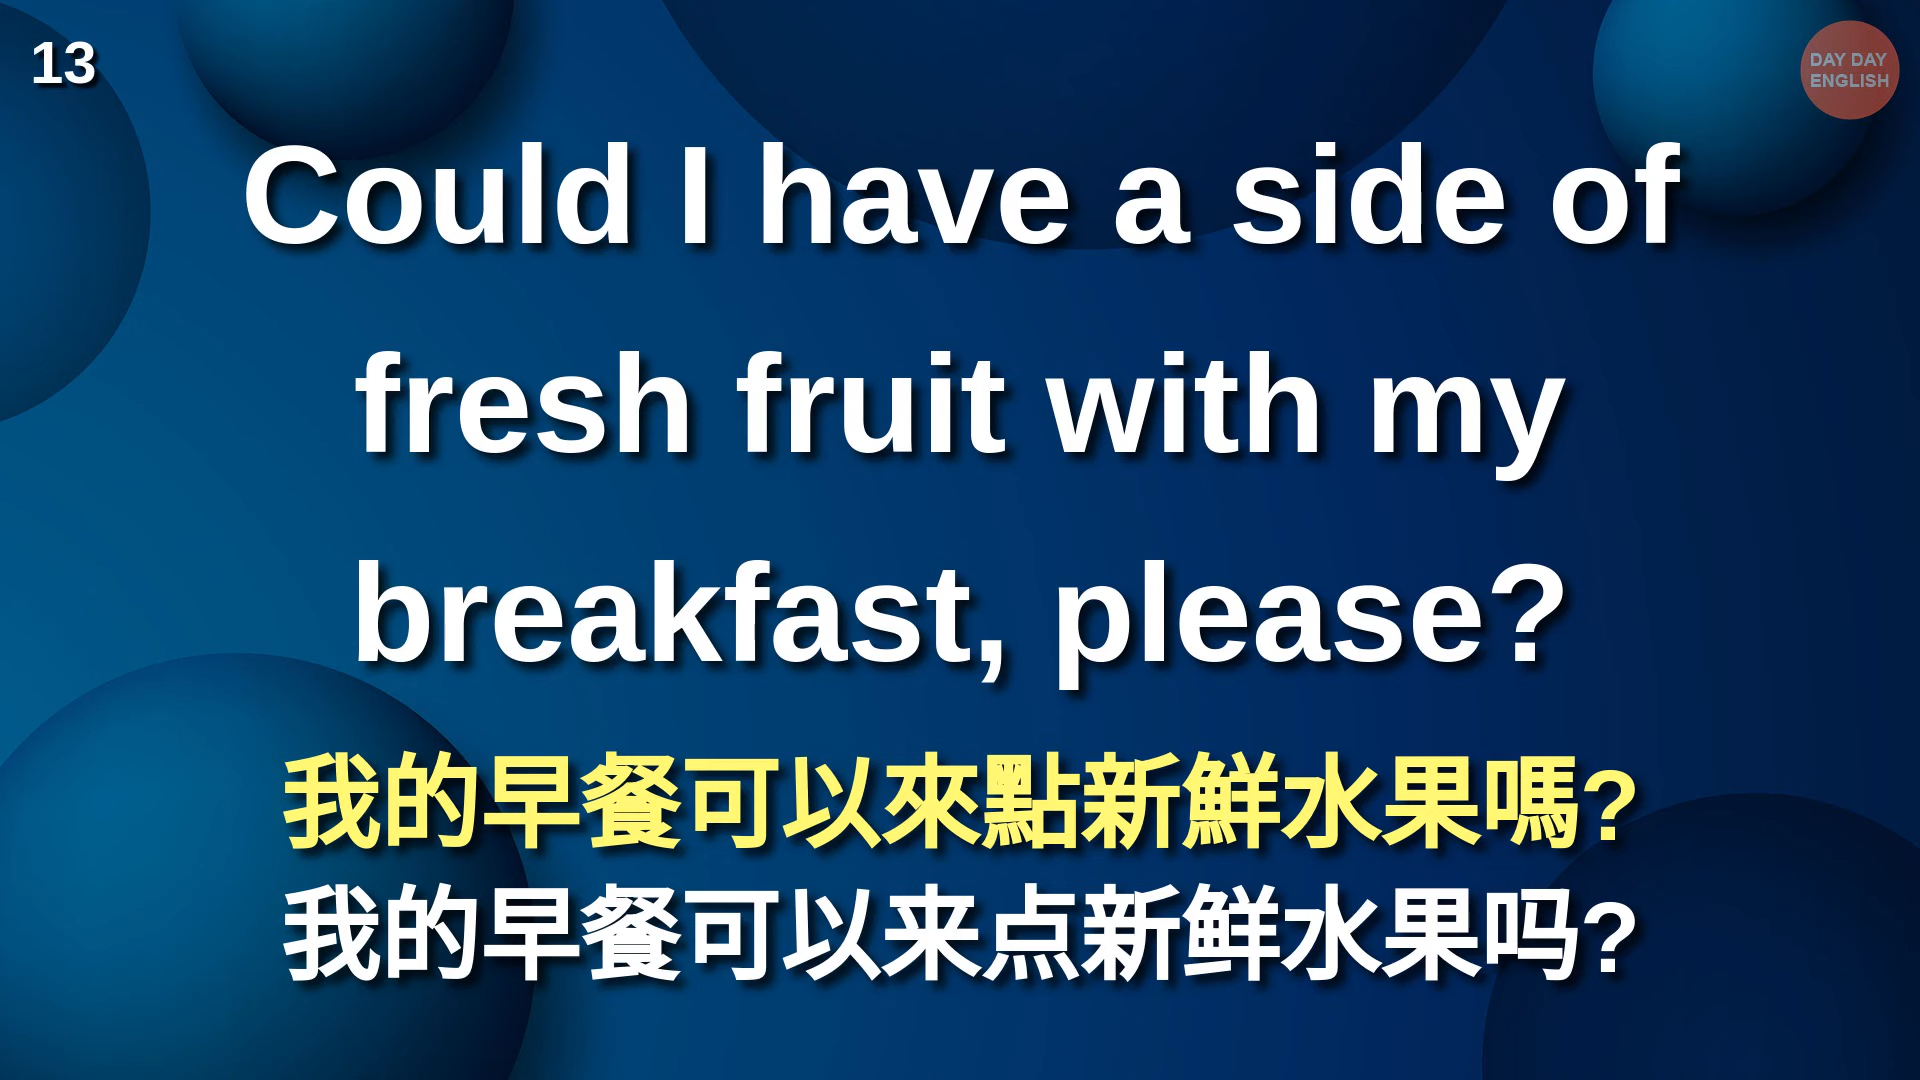 13
DAY DAY
ENGLISH
Could I have a side of
fresh fruit with my
breakfast, please?
我的早餐可以來點新鮮水果嗎?
我的早餐可以来点新鲜水果吗?